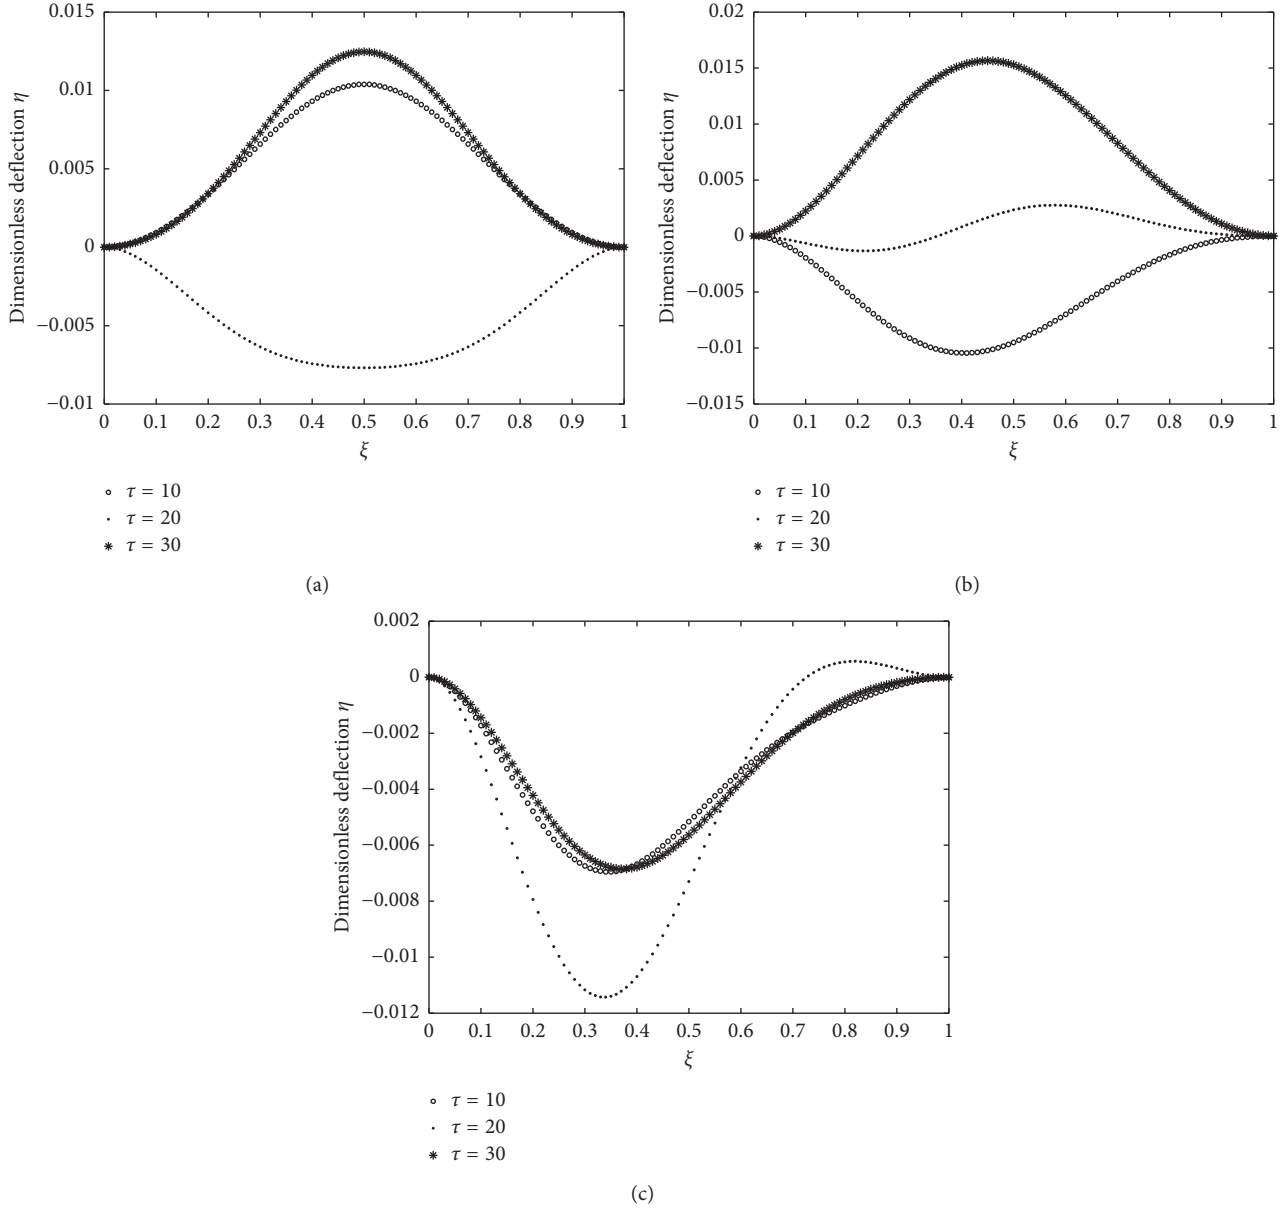 0.015
0.01
0.005
0
−0.005
−0.01
Dimensionless deflection η
0 0.1 0.2 0.3 0.4 0.5 0.6 0.7 0.8 0.9 1
ξ
τ = 10
τ = 20
τ = 30
(a)
0.02
0.015
0.01
0.005
0
−0.005
−0.01
−0.015
Dimensionless deflection η
0 0.1 0.2 0.3 0.4 0.5 0.6 0.7 0.8 0.9 1
ξ
τ = 10
τ = 20
τ = 30
(b)
0.002
0
−0.002
−0.004
−0.006
−0.008
−0.01
−0.012
Dimensionless deflection η
0 0.1 0.2 0.3 0.4 0.5 0.6 0.7 0.8 0.9 1
ξ
τ = 10
τ = 20
τ = 30
(c)